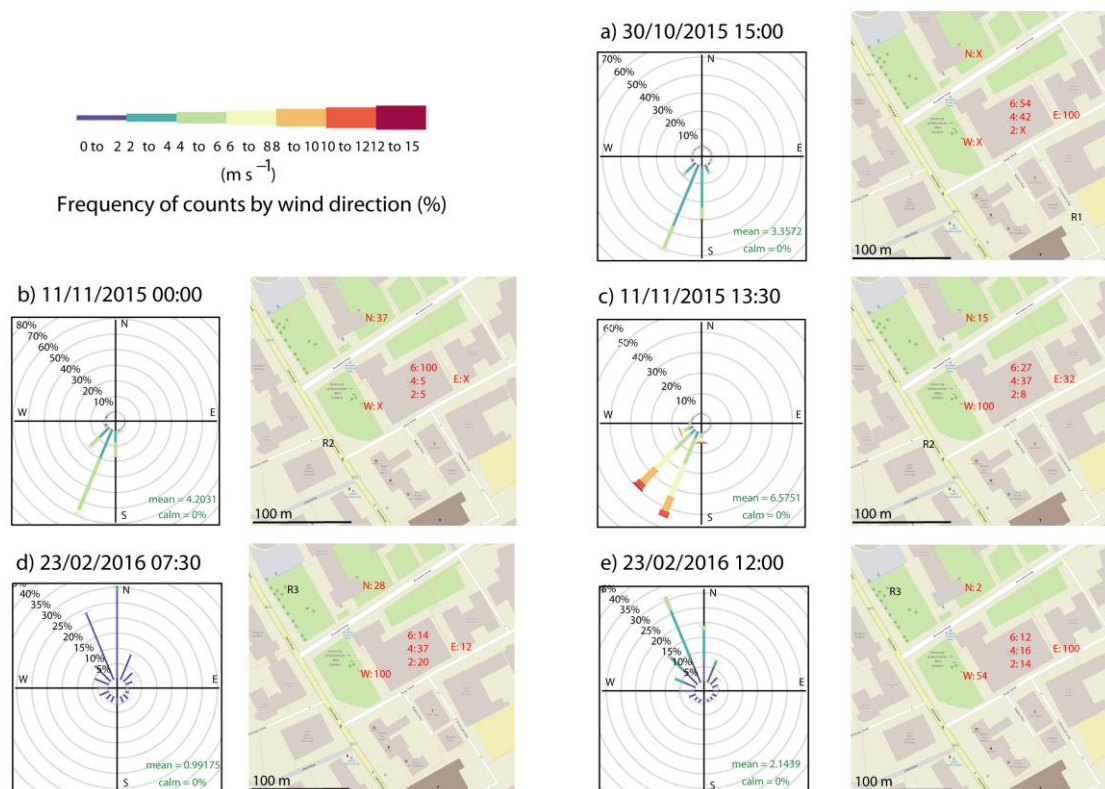 0 to 2 2 to 4 4 to 6 6 to 8 8 to 10 10 to 12 12 to 15
(m s⁻¹)
Frequency of counts by wind direction (%)
a) 30/10/2015 15:00
70%
60%
50%
40%
30%
20%
10%
N
W
E
S
mean = 3.3572
calm = 0%
N: X
6: 54
4: 42
2: X
E: 100
W: X
R1
100 m
b) 11/11/2015 00:00
80%
70%
60%
50%
40%
30%
20%
10%
N
W
E
S
mean = 4.2031
calm = 0%
N: 37
6: 100
4: 5
2: 5
E: X
W: X
R2
100 m
c) 11/11/2015 13:30
60%
50%
40%
30%
20%
10%
N
W
E
S
mean = 6.5751
calm = 0%
N: 15
6: 27
4: 37
2: 8
E: 32
W: 100
R2
100 m
d) 23/02/2016 07:30
40%
35%
30%
25%
20%
15%
10%
5%
N
W
E
S
mean = 0.99175
calm = 0%
R3
N: 28
6: 14
4: 37
2: 20
E: 12
W: 100
100 m
e) 23/02/2016 12:00
40%
35%
30%
25%
20%
15%
10%
5%
N
W
E
S
mean = 2.1439
calm = 0%
R3
N: 2
6: 12
4: 16
2: 14
E: 100
W: 54
100 m